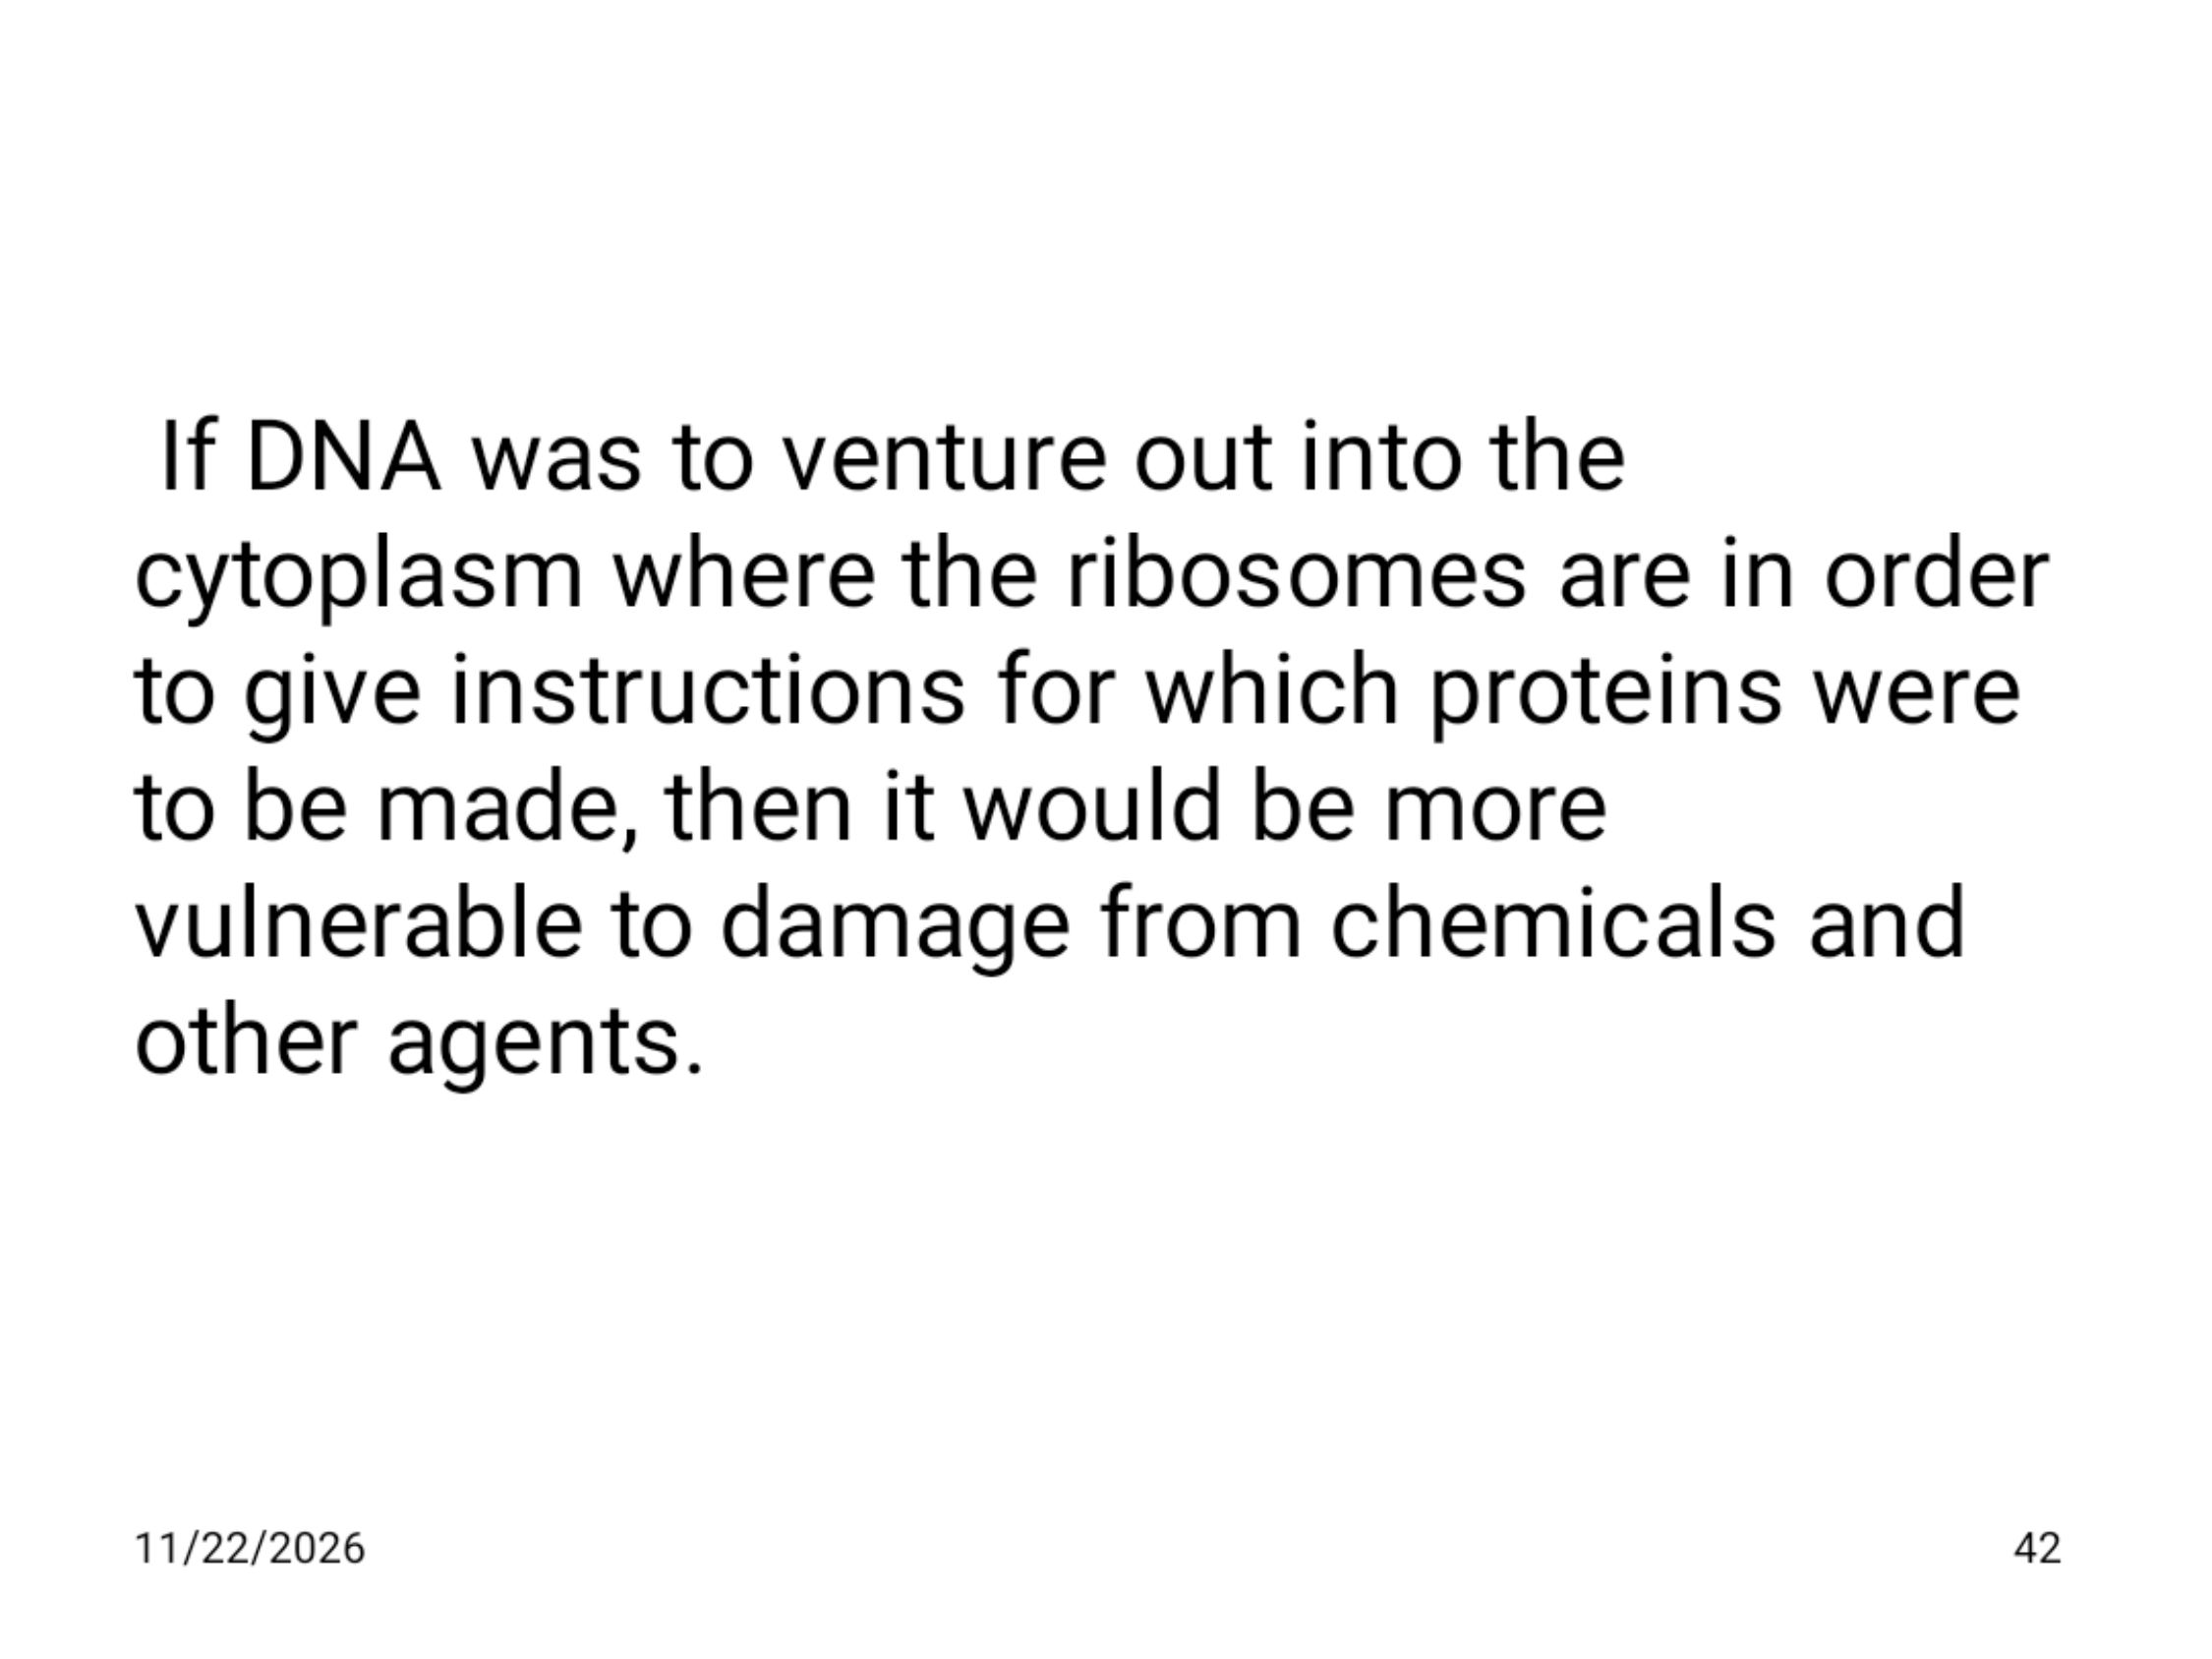 If DNA was to venture out into the
cytoplasm where the ribosomes are in order
to give instructions for which proteins were
to be made, then it would be more
vulnerable to damage from chemicals and
other agents.
11/22/2026
42